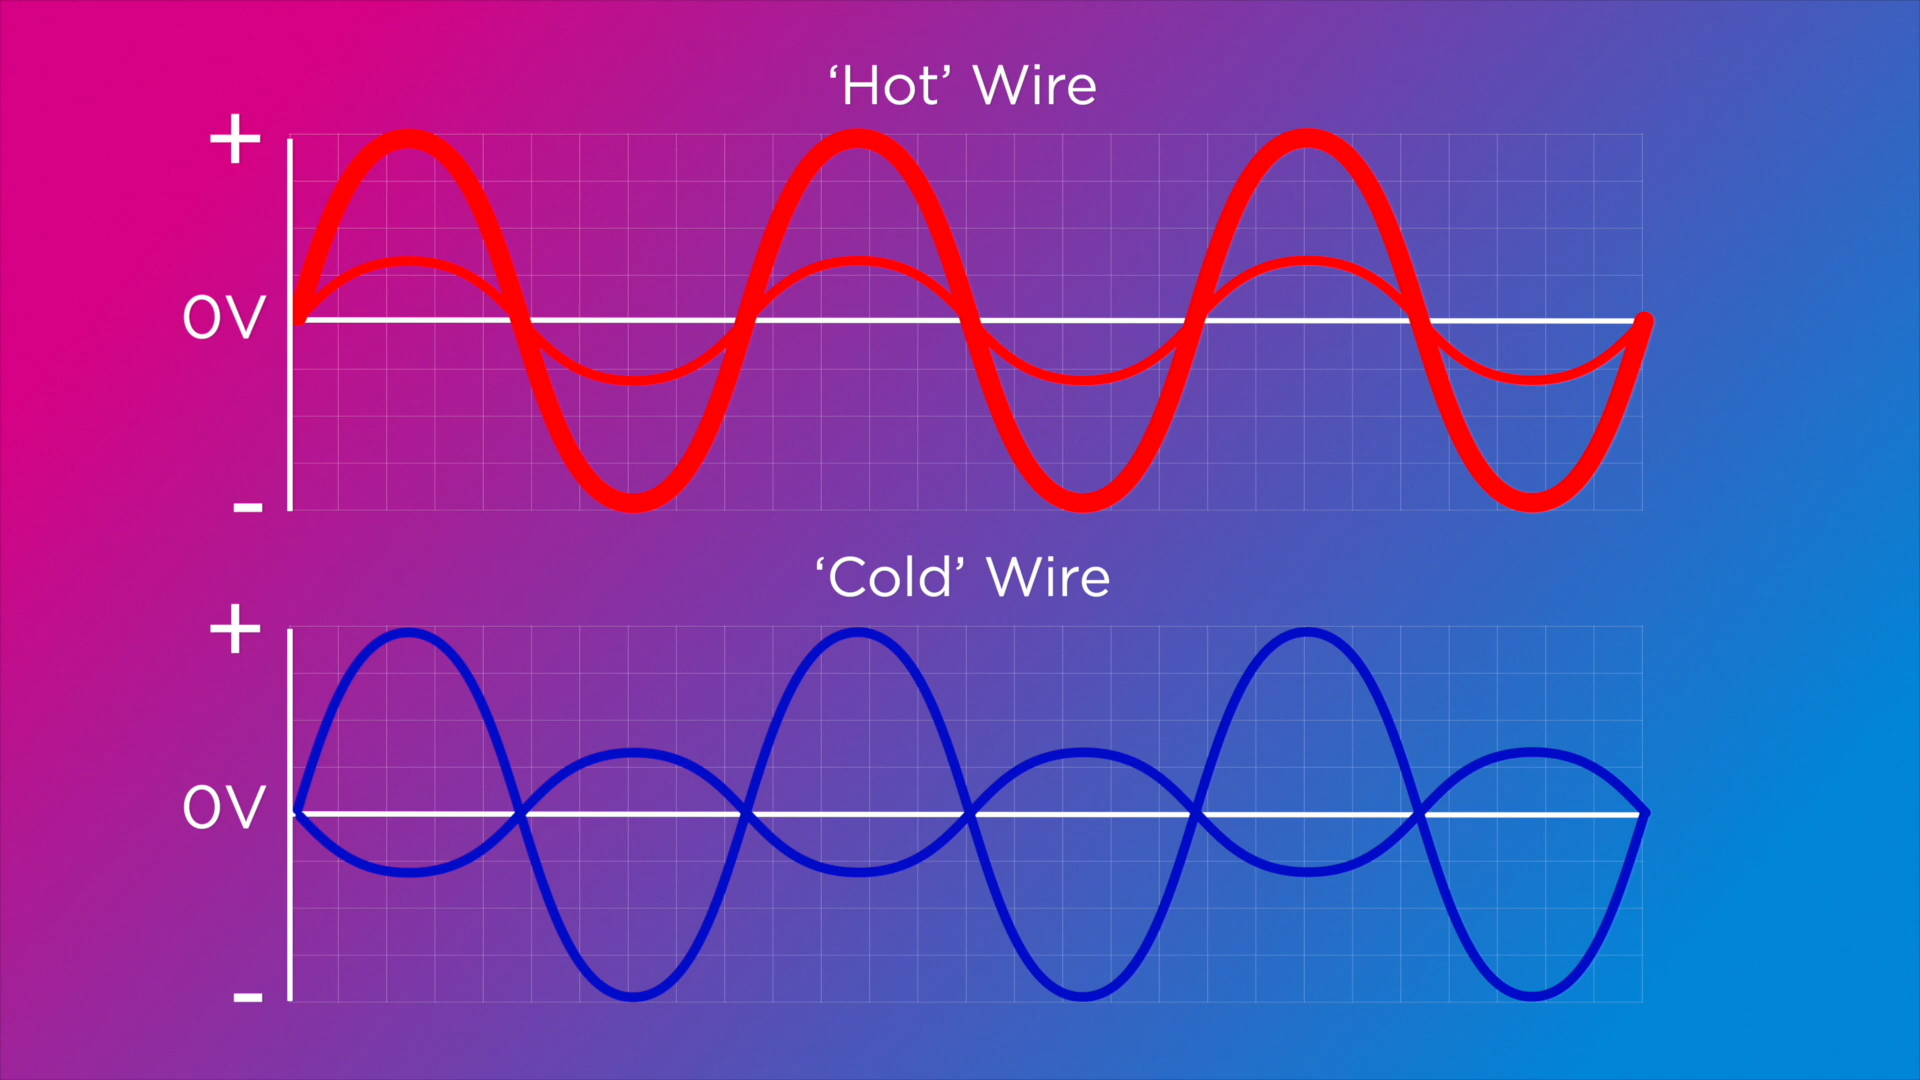 ‘Hot’ Wire
+
0V
-
‘Cold’ Wire
+
0V
-